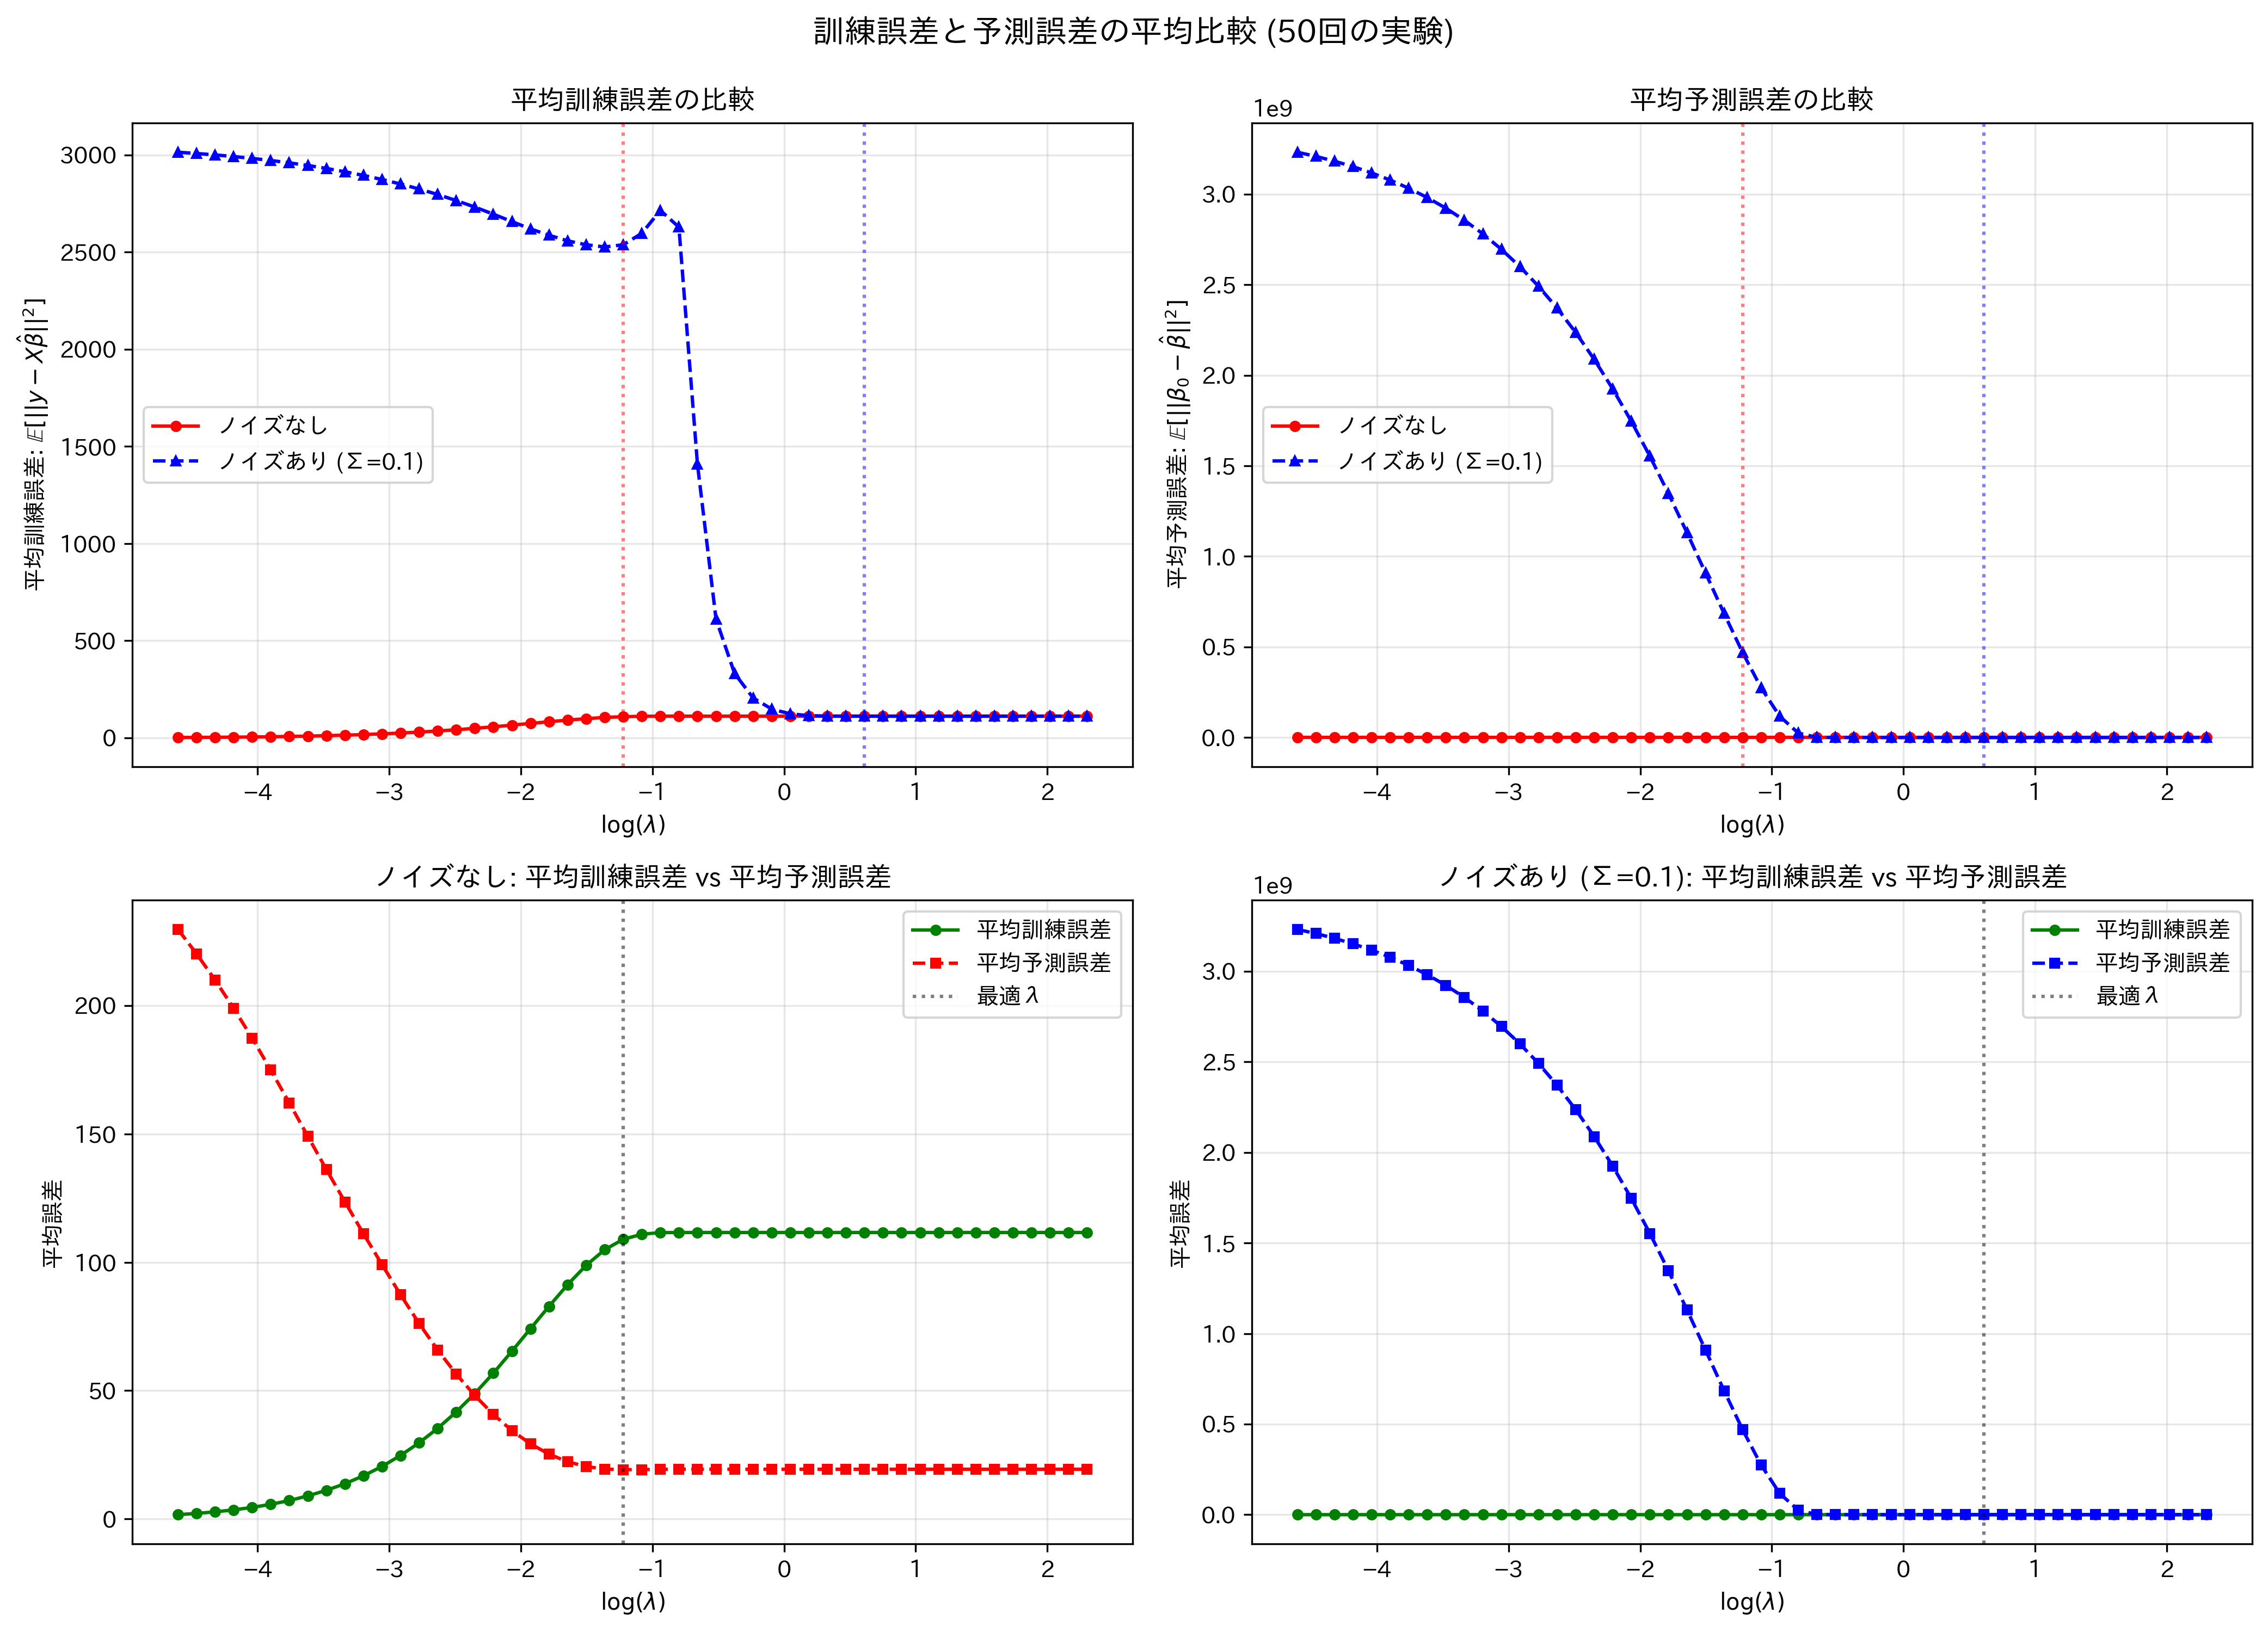 訓練誤差と予測誤差の平均比較 (50回の実験)
平均訓練誤差の比較
平均訓練誤差: 𝔼[||y − Xβ̂||²]
3000
2500
2000
1500
1000
500
0
ノイズなし
ノイズあり (Σ=0.1)
−4 −3 −2 −1 0 1 2
log(λ)
平均予測誤差の比較
1e9
平均予測誤差: 𝔼[||β₀ − β̂||²]
3.0
2.5
2.0
1.5
1.0
0.5
0.0
ノイズなし
ノイズあり (Σ=0.1)
−4 −3 −2 −1 0 1 2
log(λ)
ノイズなし: 平均訓練誤差 vs 平均予測誤差
平均誤差
200
150
100
50
0
平均訓練誤差
平均予測誤差
最適λ
−4 −3 −2 −1 0 1 2
log(λ)
ノイズあり (Σ=0.1): 平均訓練誤差 vs 平均予測誤差
1e9
平均誤差
3.0
2.5
2.0
1.5
1.0
0.5
0.0
平均訓練誤差
平均予測誤差
最適λ
−4 −3 −2 −1 0 1 2
log(λ)